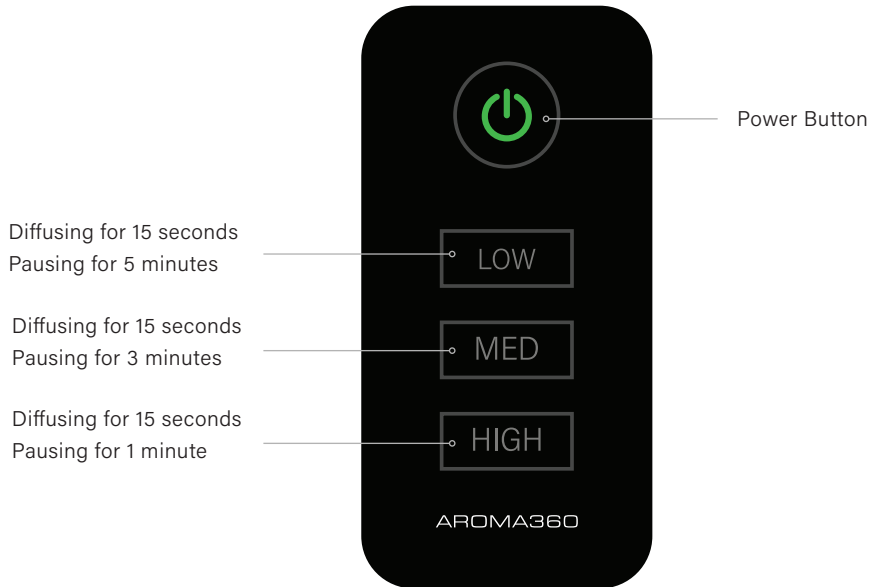 Power Button
Diffusing for 15 seconds
Pausing for 5 minutes
LOW
Diffusing for 15 seconds
Pausing for 3 minutes
MED
Diffusing for 15 seconds
Pausing for 1 minute
HIGH
AROMA360